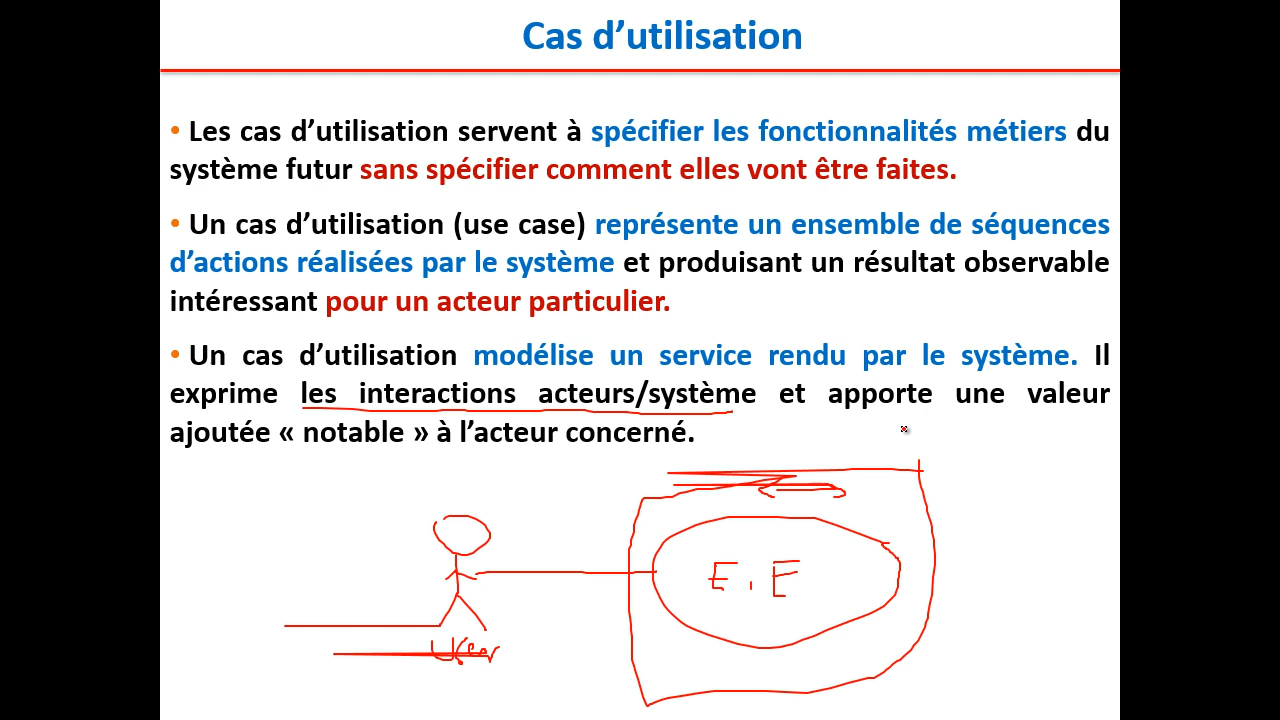 Cas d’utilisation
• Les cas d’utilisation servent à spécifier les fonctionnalités métiers du
système futur sans spécifier comment elles vont être faites.
• Un cas d’utilisation (use case) représente un ensemble de séquences
d’actions réalisées par le système et produisant un résultat observable
intéressant pour un acteur particulier.
• Un cas d’utilisation modélise un service rendu par le système. Il
exprime les interactions acteurs/système et apporte une valeur
ajoutée « notable » à l’acteur concerné.
E.E
User